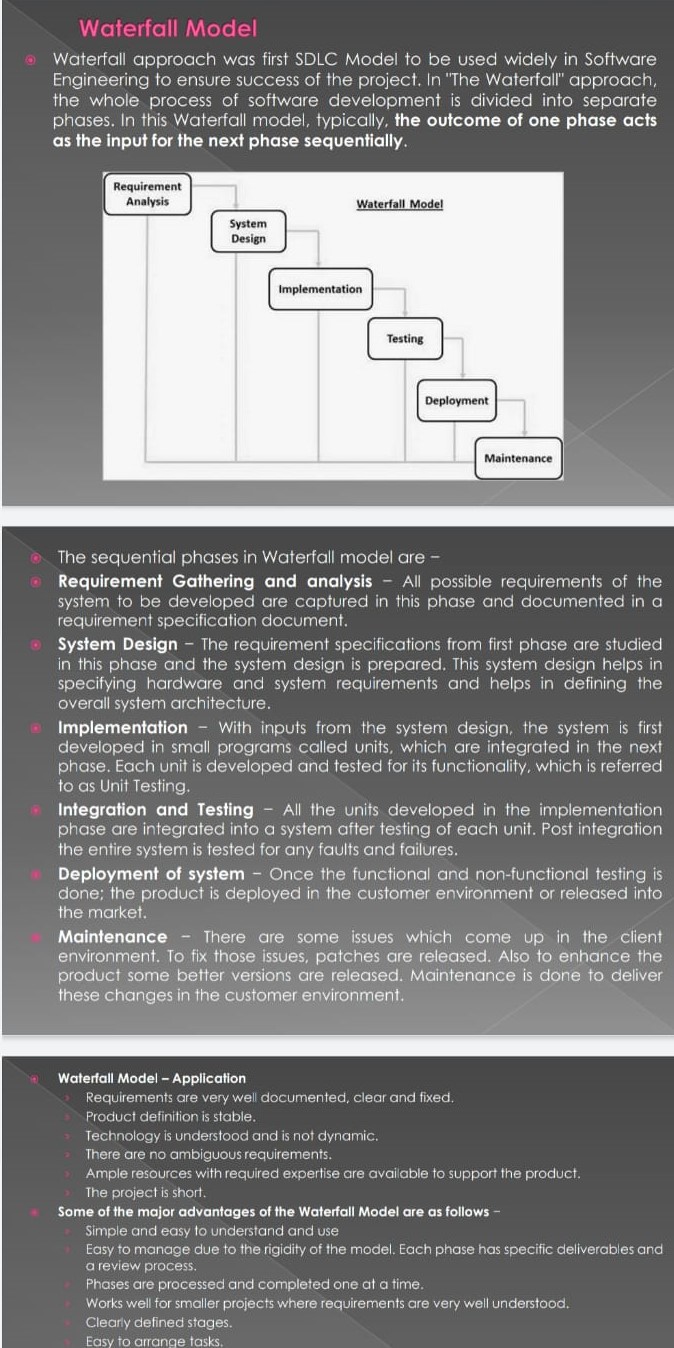 Waterfall Model
Waterfall approach was first SDLC Model to be used widely in Software
Engineering to ensure success of the project. In "The Waterfall" approach,
the whole process of software development is divided into separate
phases. In this Waterfall model, typically, the outcome of one phase acts
as the input for the next phase sequentially.
Requirement
Analysis
Waterfall Model
System
Design
Implementation
Testing
Deployment
Maintenance
The sequential phases in Waterfall model are –
Requirement Gathering and analysis – All possible requirements of the
system to be developed are captured in this phase and documented in a
requirement specification document.
System Design – The requirement specifications from first phase are studied
in this phase and the system design is prepared. This system design helps in
specifying hardware and system requirements and helps in defining the
overall system architecture.
Implementation – With inputs from the system design, the system is first
developed in small programs called units, which are integrated in the next
phase. Each unit is developed and tested for its functionality, which is referred
to as Unit Testing.
Integration and Testing – All the units developed in the implementation
phase are integrated into a system after testing of each unit. Post integration
the entire system is tested for any faults and failures.
Deployment of system – Once the functional and non-functional testing is
done; the product is deployed in the customer environment or released into
the market.
Maintenance – There are some issues which come up in the client
environment. To fix those issues, patches are released. Also to enhance the
product some better versions are released. Maintenance is done to deliver
these changes in the customer environment.
Waterfall Model – Application
Requirements are very well documented, clear and fixed.
Product definition is stable.
Technology is understood and is not dynamic.
There are no ambiguous requirements.
Ample resources with required expertise are available to support the product.
The project is short.
Some of the major advantages of the Waterfall Model are as follows –
Simple and easy to understand and use
Easy to manage due to the rigidity of the model. Each phase has specific deliverables and
a review process.
Phases are processed and completed one at a time.
Works well for smaller projects where requirements are very well understood.
Clearly defined stages.
Easy to arrange tasks.